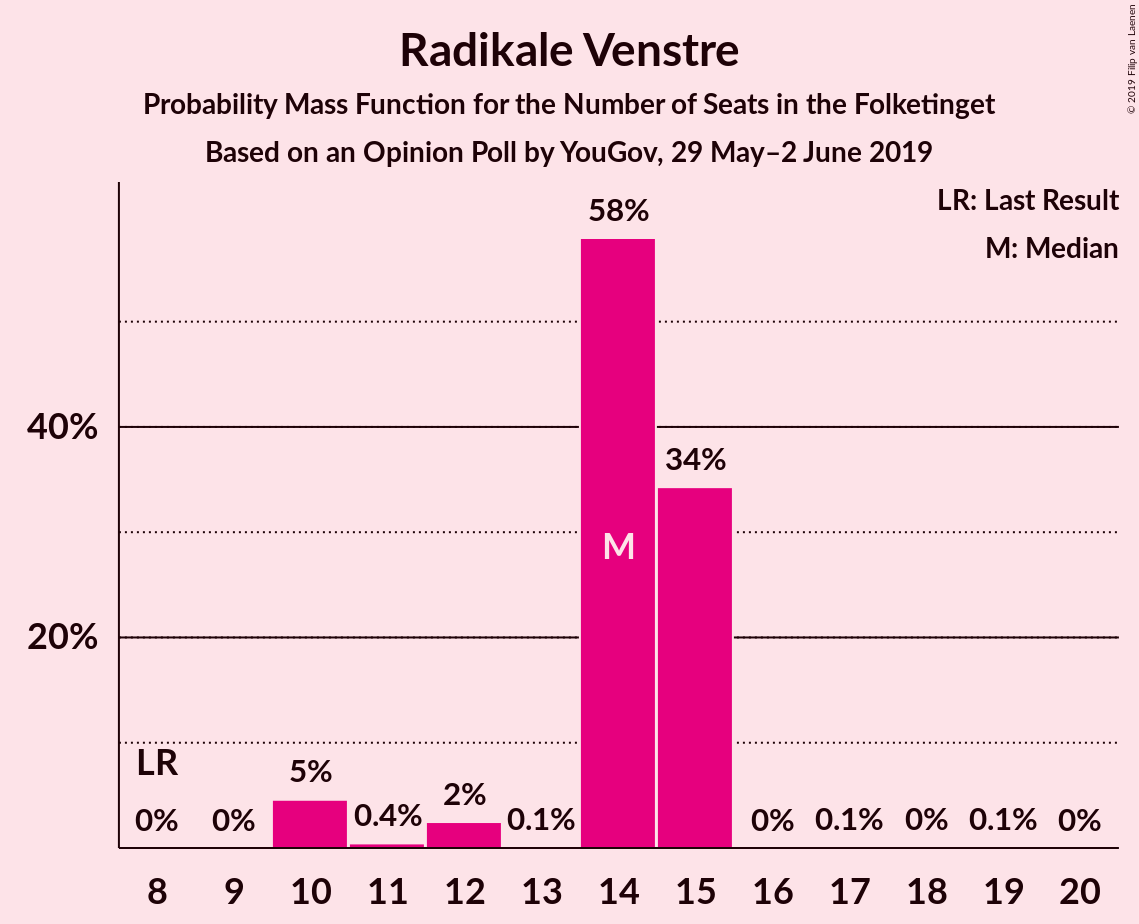 Radikale Venstre
Probability Mass Function for the Number of Seats in the Folketinget
Based on an Opinion Poll by YouGov, 29 May–2 June 2019
© 2019 Filip van Laenen
LR: Last Result
M: Median
58%
40%
34%
M
20%
LR
5%
2%
0% 0% 0.4% 0.1% 0% 0.1% 0% 0.1% 0%
8 9 10 11 12 13 14 15 16 17 18 19 20